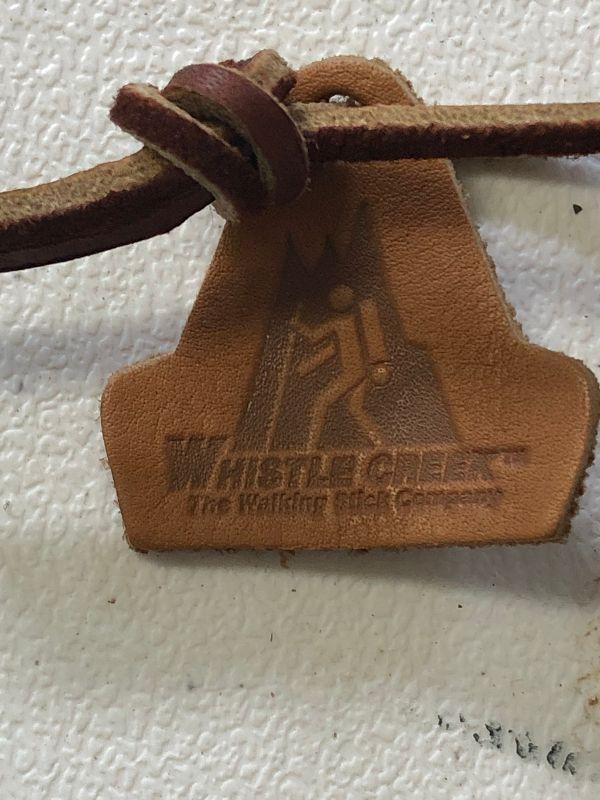 WHISTLE CREEK™
The Walking Stick Company